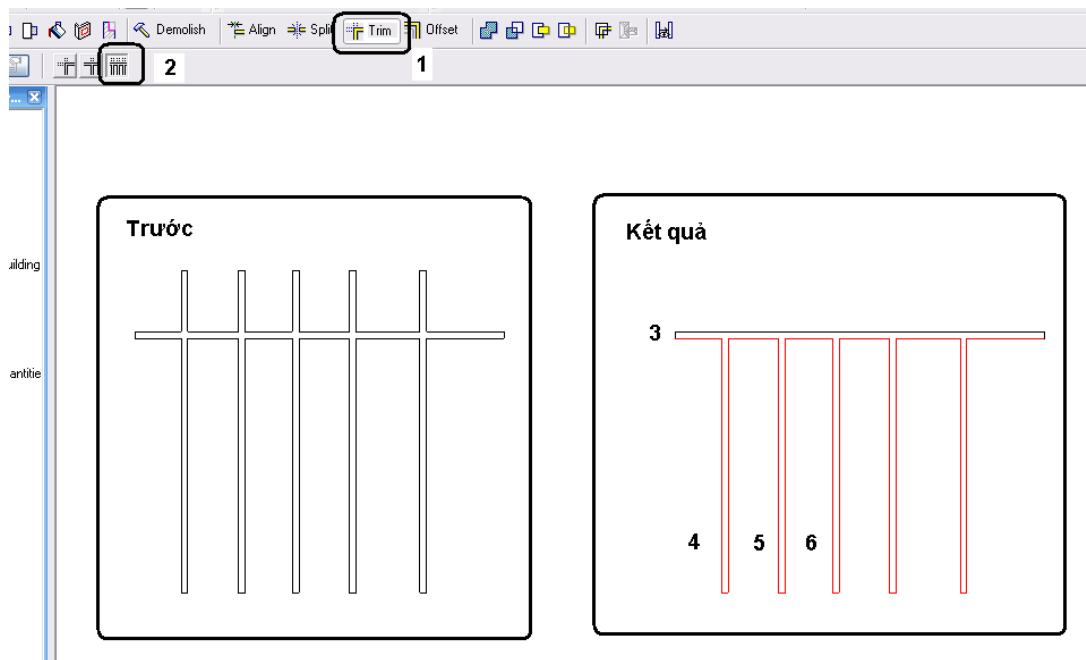 Demolish Align Split Trim Offset
2 1
... 
uilding
antitie
Trước
Kết quả
3
4 5 6